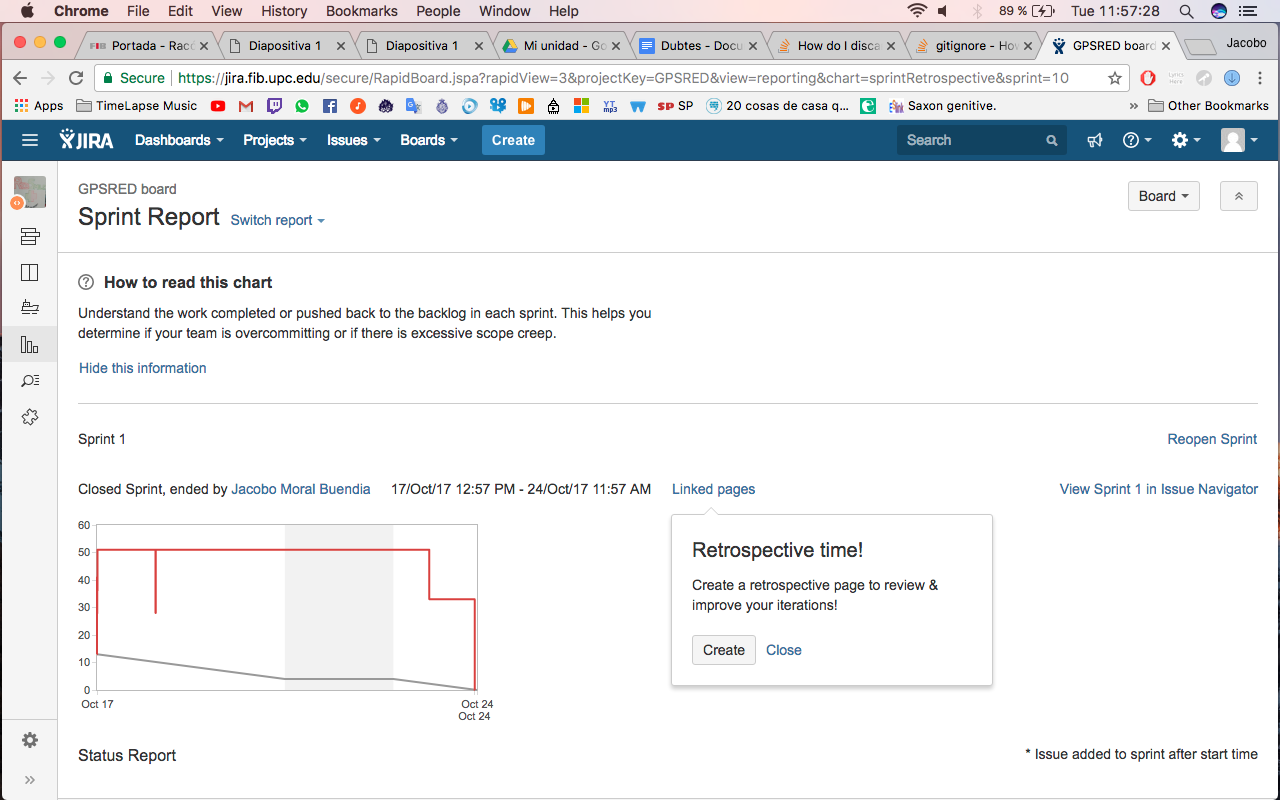 Chrome File Edit View History Bookmarks People Window Help 89 % Tue 11:57:28
Portada - Racó Diapositiva 1 Diapositiva 1 Mi unidad - Go Dubtes - Docu How do I disca gitignore - How GPSRED board Jacobo
Secure https://jira.fib.upc.edu/secure/RapidBoard.jspa?rapidView=3&projectKey=GPSRED&view=reporting&chart=sprintRetrospective&sprint=10
Apps TimeLapse Music YT mp3 SP SP 20 cosas de casa q... Saxon genitive. » Other Bookmarks
JIRA Dashboards Projects Issues Boards Create Search
GPSRED board
Sprint Report Switch report
Board
How to read this chart
Understand the work completed or pushed back to the backlog in each sprint. This helps you
determine if your team is overcommitting or if there is excessive scope creep.
Hide this information
Sprint 1 Reopen Sprint
Closed Sprint, ended by Jacobo Moral Buendia 17/Oct/17 12:57 PM - 24/Oct/17 11:57 AM Linked pages View Sprint 1 in Issue Navigator
60
50
40
30
20
10
0
Oct 17 Oct 24
Oct 24
Retrospective time!
Create a retrospective page to review &
improve your iterations!
Create Close
Status Report * Issue added to sprint after start time